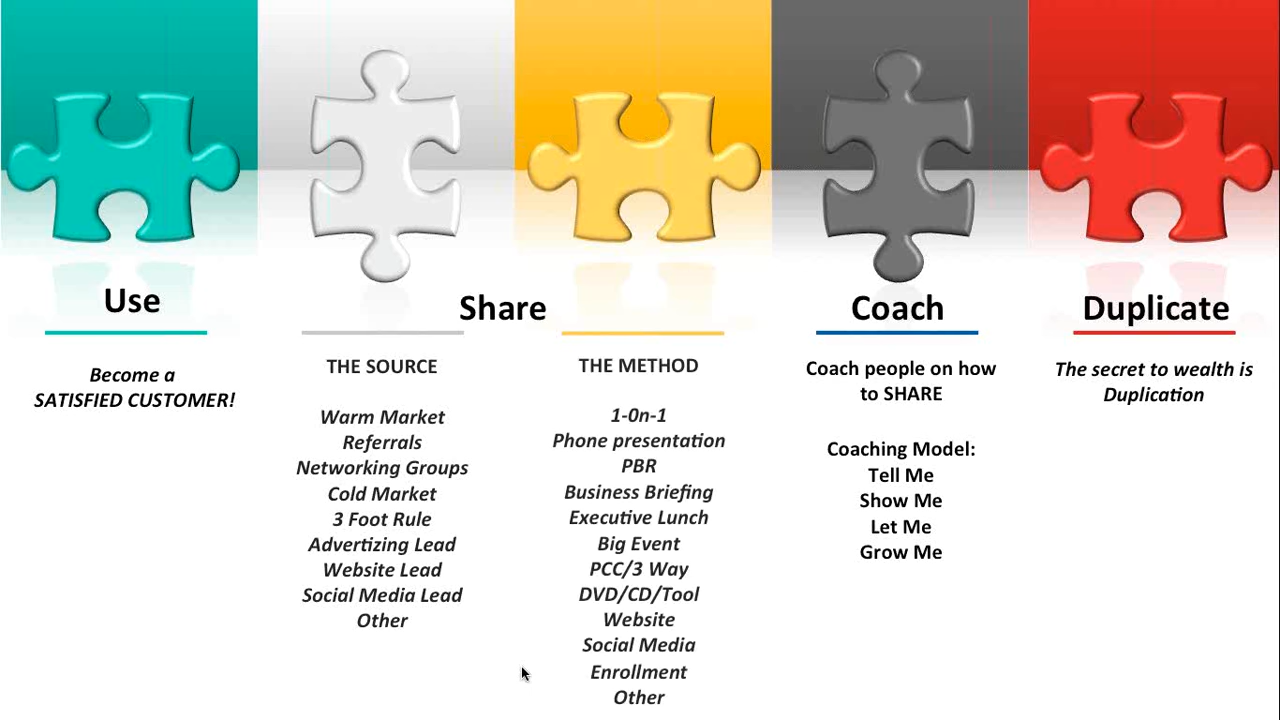 Use
Become a
SATISFIED CUSTOMER!
Share
THE SOURCE
Warm Market
Referrals
Networking Groups
Cold Market
3 Foot Rule
Advertizing Lead
Website Lead
Social Media Lead
Other
THE METHOD
1-0n-1
Phone presentation
PBR
Business Briefing
Executive Lunch
Big Event
PCC/3 Way
DVD/CD/Tool
Website
Social Media
Enrollment
Other
Coach
Coach people on how
to SHARE
Coaching Model:
Tell Me
Show Me
Let Me
Grow Me
Duplicate
The secret to wealth is
Duplication